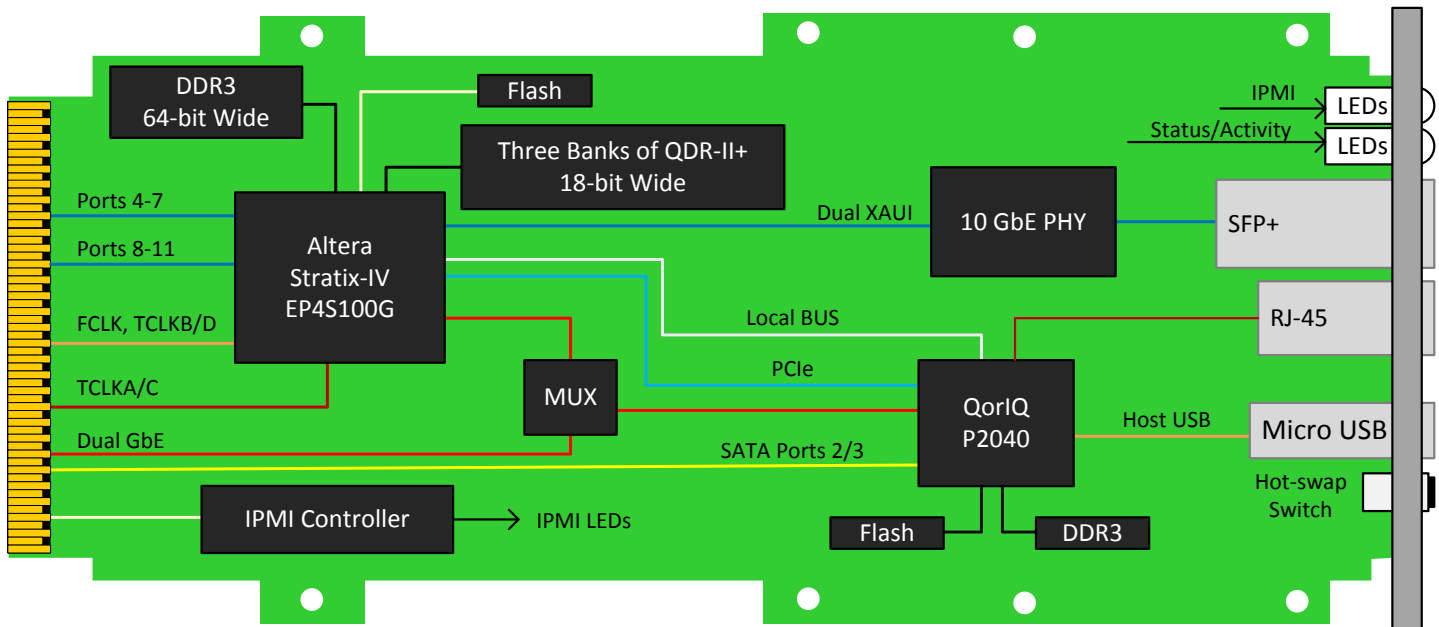 DDR3
64-bit Wide
Flash
Three Banks of QDR-II+
18-bit Wide
IPMI
LEDs
Status/Activity
LEDs
Ports 4-7
Ports 8-11
FCLK, TCLKB/D
TCLKA/C
Dual GbE
Altera
Stratix-IV
EP4S100G
Dual XAUI
10 GbE PHY
SFP+
Local BUS
RJ-45
PCIe
MUX
QorIQ
P2040
Host USB
Micro USB
SATA Ports 2/3
Hot-swap
Switch
IPMI Controller
IPMI LEDs
Flash
DDR3